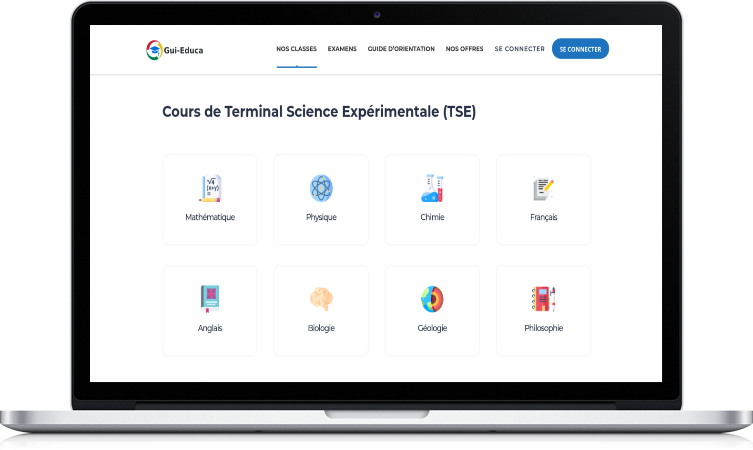 Gui-Educa
NOS CLASSES EXAMENS GUIDE D'ORIENTATION NOS OFFRES SE CONNECTER SE CONNECTER
Cours de Terminal Science Expérimentale (TSE)
Mathématique Physique Chimie Français
Anglais Biologie Géologie Philosophie